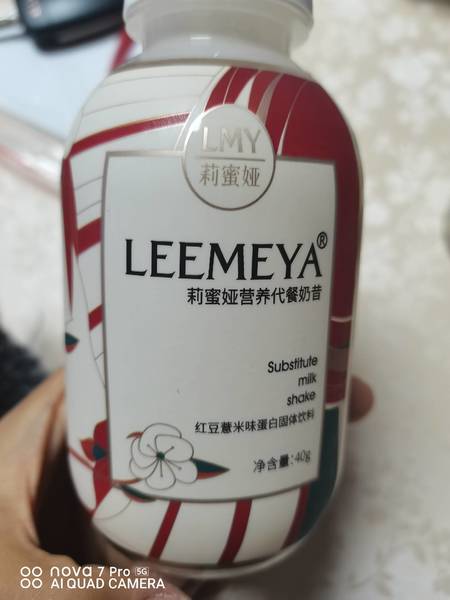 LMY
莉蜜娅
LEEMEYA®
莉蜜娅营养代餐奶昔
Substitute
milk
shake
红豆薏米味蛋白固体饮料
净含量:40g
nova 7 Pro 5G
AI QUAD CAMERA